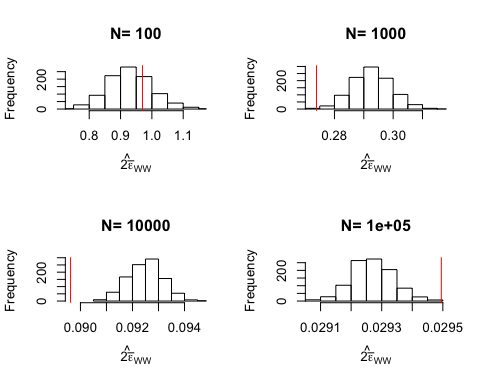 N= 100
Frequency
0 200
0.8 0.9 1.0 1.1
2ε̂̅WW
N= 1000
Frequency
0 200
0.28 0.30
2ε̂̅WW
N= 10000
Frequency
0 200
0.090 0.092 0.094
2ε̂̅WW
N= 1e+05
Frequency
0 200
0.0291 0.0293 0.0295
2ε̂̅WW